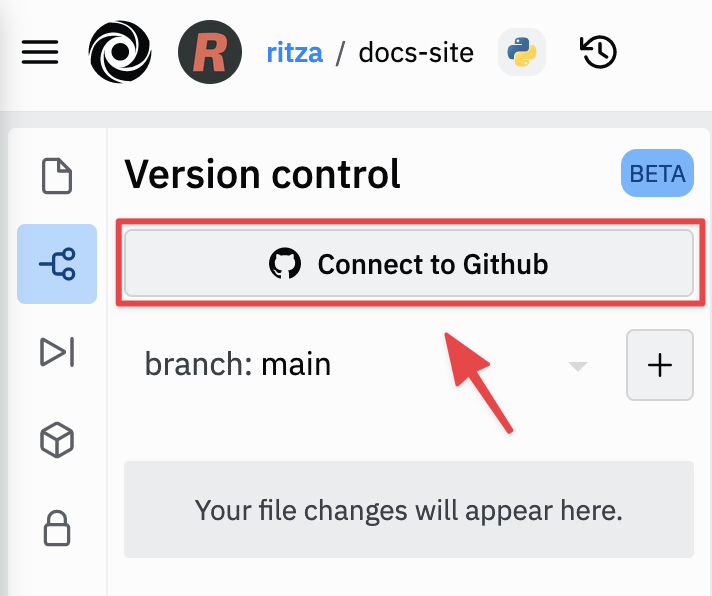 R ritza / docs-site
Version control BETA
Connect to Github
branch: main +
Your file changes will appear here.